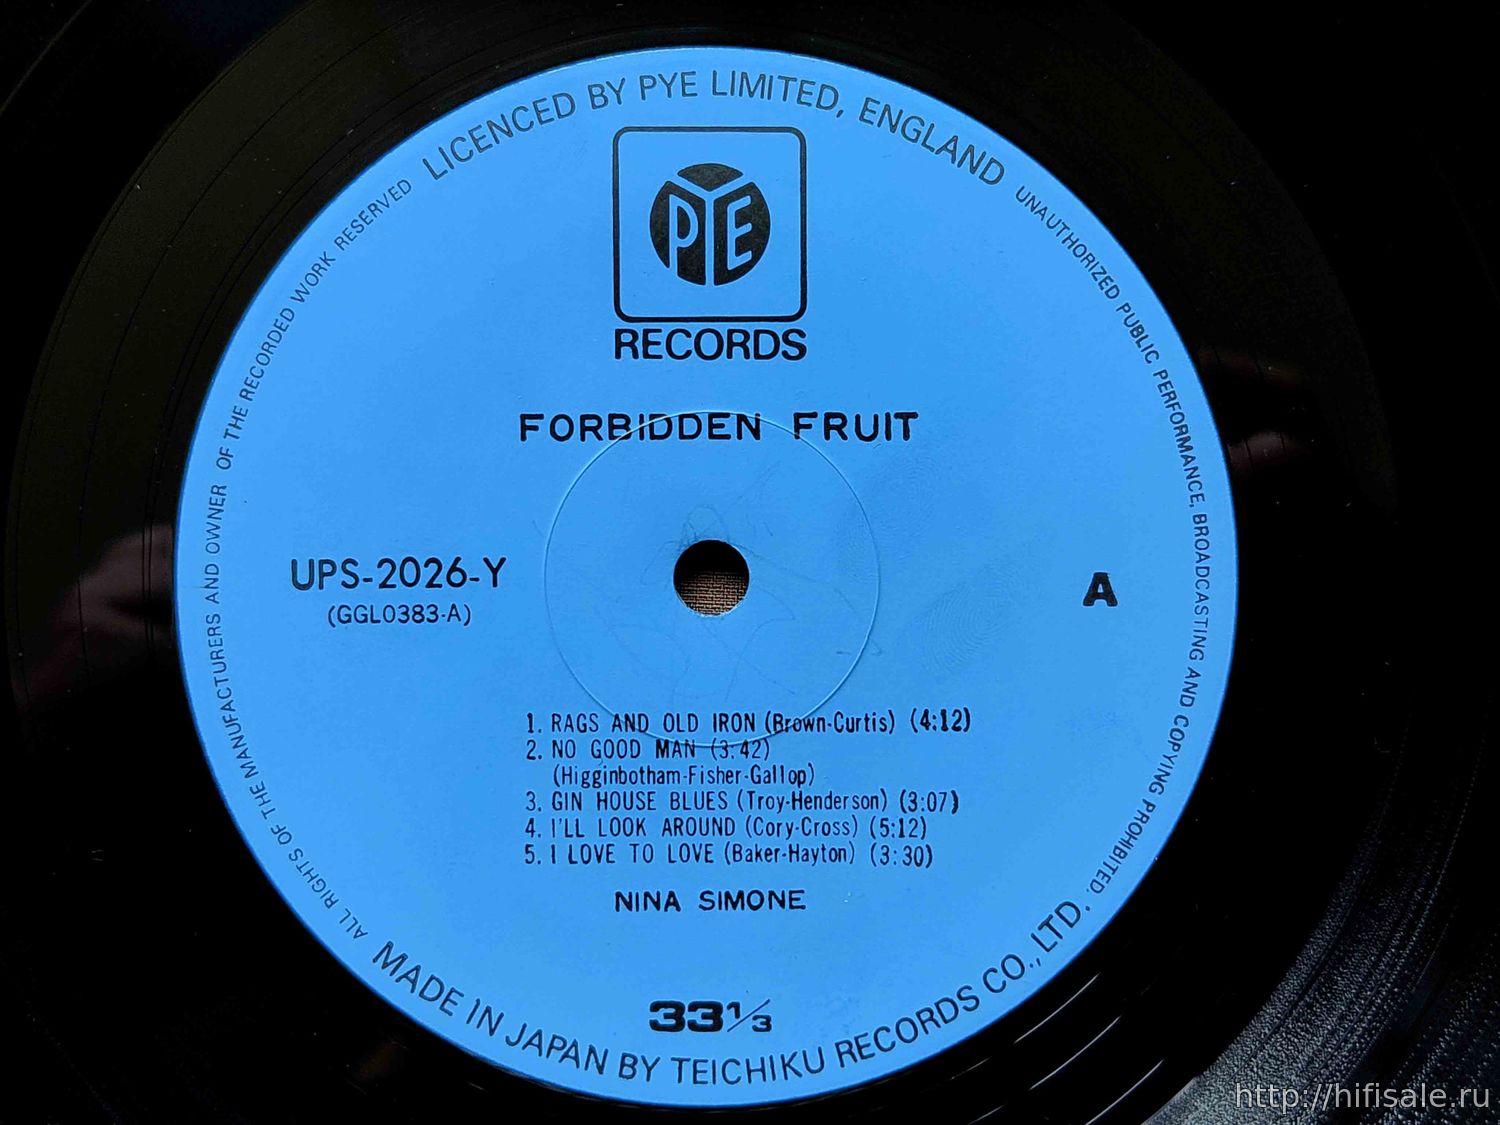 LICENCED BY PYE LIMITED, ENGLAND
UNAUTHORIZED PUBLIC PERFORMANCE, BROADCASTING AND COPYING PROHIBITED.
PYE
RECORDS
FORBIDDEN FRUIT
UPS-2026-Y
(GGL0383-A)
A
1. RAGS AND OLD IRON (Brown-Curtis) (4:12)
2. NO GOOD MAN (3:42)
(Higginbotham-Fisher-Gallop)
3. GIN HOUSE BLUES (Troy-Henderson) (3:07)
4. I'LL LOOK AROUND (Cory-Cross) (5:12)
5. I LOVE TO LOVE (Baker-Hayton) (3:30)
NINA SIMONE
33 1/3
MADE IN JAPAN BY TEICHIKU RECORDS CO., LTD.
ALL RIGHTS OF THE MANUFACTURERS AND OWNER OF THE RECORDED WORK RESERVED
http://hifisale.ru